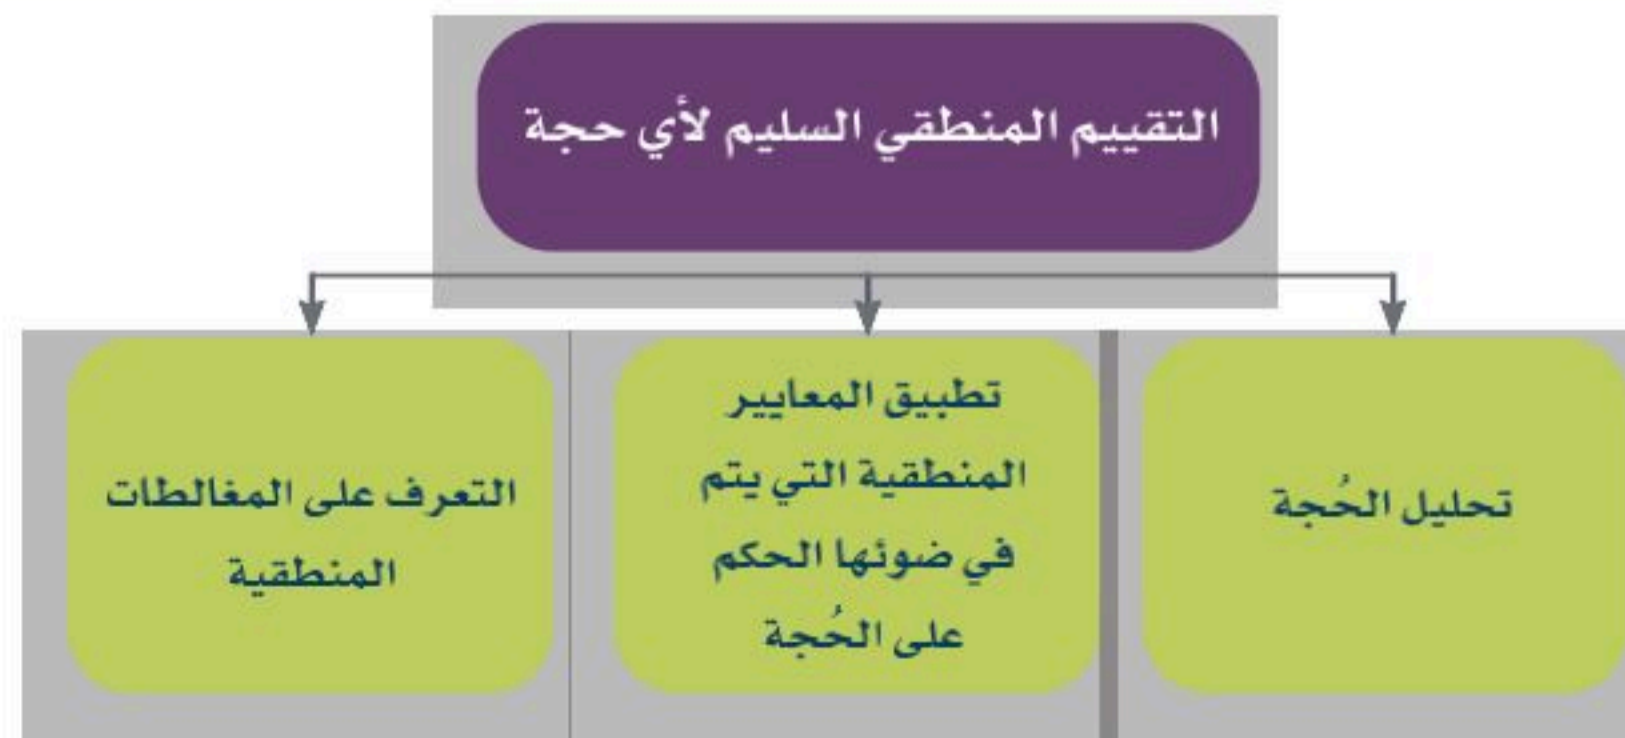 التقييم المنطقي السليم لأي حجة
تحليل الحُجة
تطبيق المعايير
المنطقية التي يتم
في ضوئها الحكم
على الحُجة
التعرف على المغالطات
المنطقية